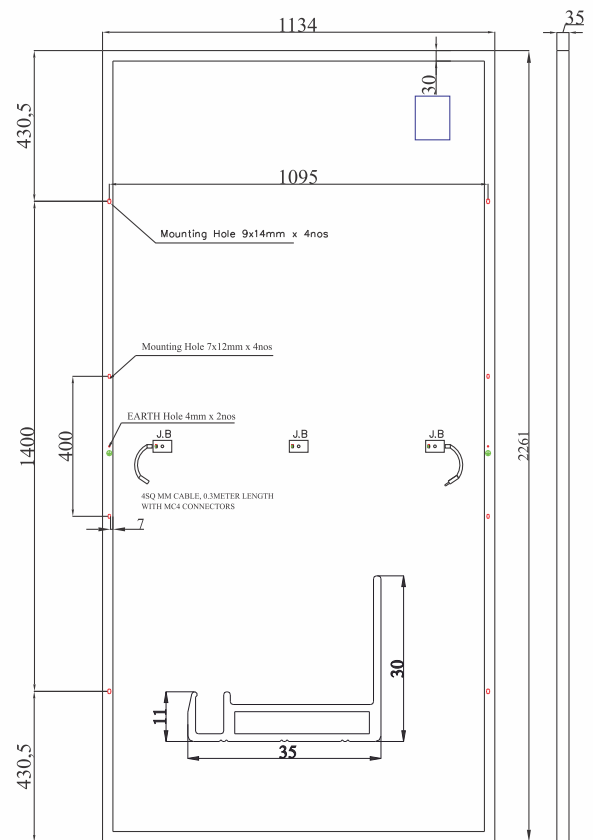 1134
35
30
430,5
1095
Mounting Hole 9x14mm x 4nos
Mounting Hole 7x12mm x 4nos
EARTH Hole 4mm x 2nos
1400
400
J.B
J.B
J.B
2261
4SQ MM CABLE, 0.3METER LENGTH
WITH MC4 CONNECTORS
7
30
11
35
430,5